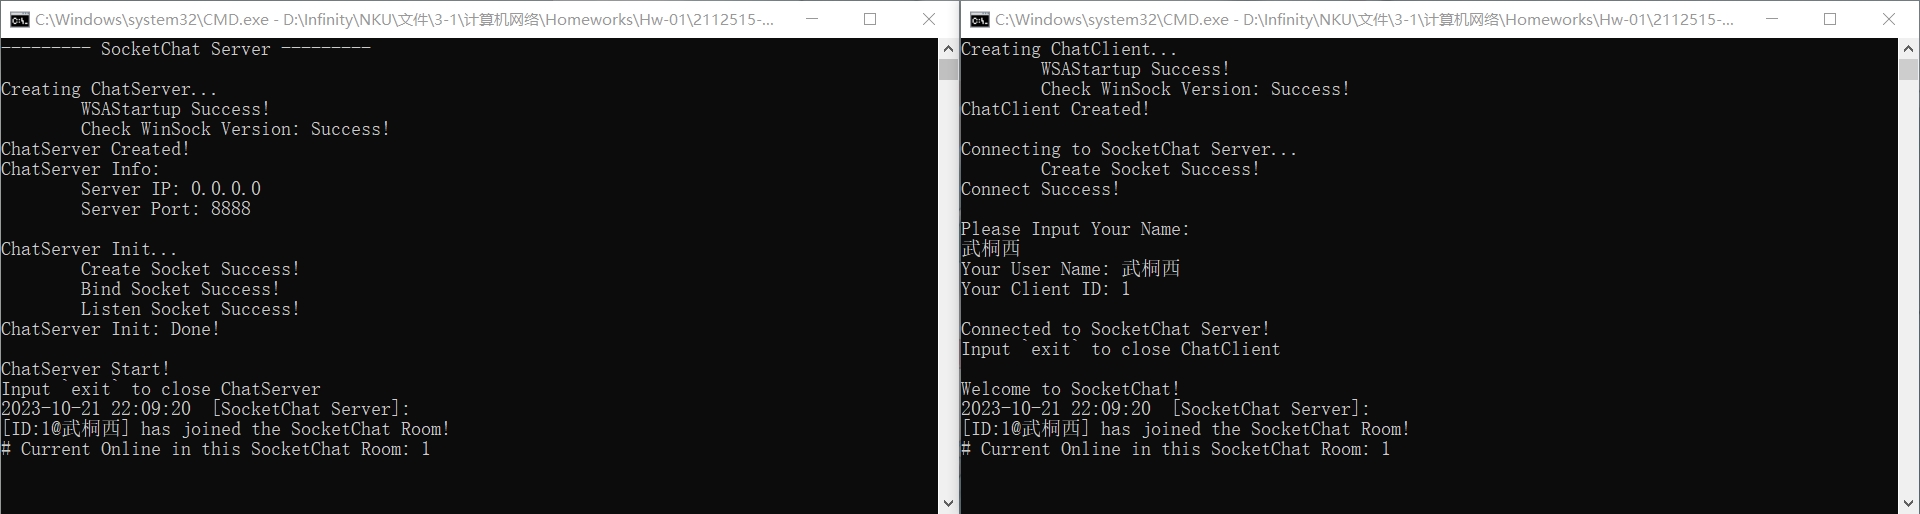 C:\Windows\system32\CMD.exe - D:\Infinity\NKU\文件\3-1\计算机网络\Homeworks\Hw-01\2112515-...
--------- SocketChat Server ---------
Creating ChatServer...
WSAStartup Success!
Check WinSock Version: Success!
ChatServer Created!
ChatServer Info:
Server IP: 0.0.0.0
Server Port: 8888
ChatServer Init...
Create Socket Success!
Bind Socket Success!
Listen Socket Success!
ChatServer Init: Done!
ChatServer Start!
Input `exit` to close ChatServer
2023-10-21 22:09:20  [SocketChat Server]:
[ID:1@武桐西] has joined the SocketChat Room!
# Current Online in this SocketChat Room: 1
C:\Windows\system32\CMD.exe - D:\Infinity\NKU\文件\3-1\计算机网络\Homeworks\Hw-01\2112515-...
Creating ChatClient...
WSAStartup Success!
Check WinSock Version: Success!
ChatClient Created!
Connecting to SocketChat Server...
Create Socket Success!
Connect Success!
Please Input Your Name:
武桐西
Your User Name: 武桐西
Your Client ID: 1
Connected to SocketChat Server!
Input `exit` to close ChatClient
Welcome to SocketChat!
2023-10-21 22:09:20  [SocketChat Server]:
[ID:1@武桐西] has joined the SocketChat Room!
# Current Online in this SocketChat Room: 1